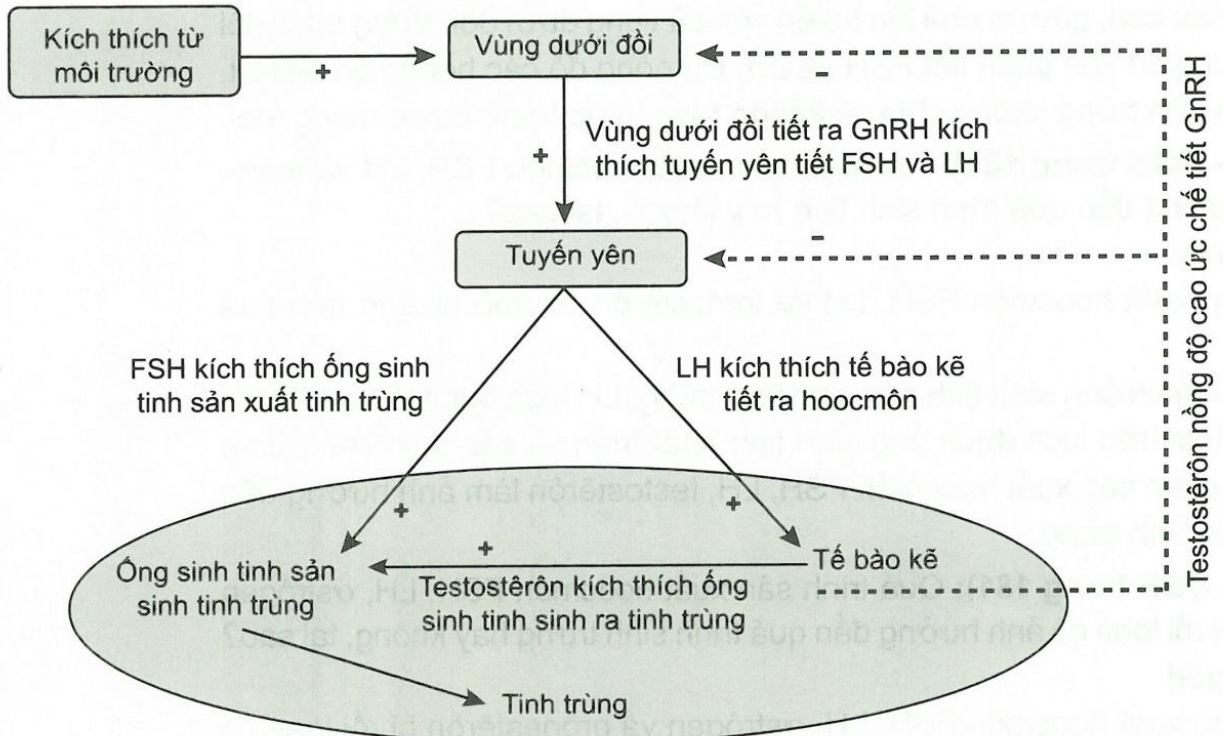 Kích thích từ
môi trường
+
Vùng dưới đồi
-
Vùng dưới đồi tiết ra GnRH kích
thích tuyến yên tiết FSH và LH
+
Tuyến yên
-
Testostêrôn nồng độ cao ức chế tiết GnRH
FSH kích thích ống sinh
tinh sản xuất tinh trùng
LH kích thích tế bào kẽ
tiết ra hoocmôn
+
+
+
Ống sinh tinh sản
sinh tinh trùng
Testostêrôn kích thích ống
sinh tinh sinh ra tinh trùng
Tế bào kẽ
Tinh trùng